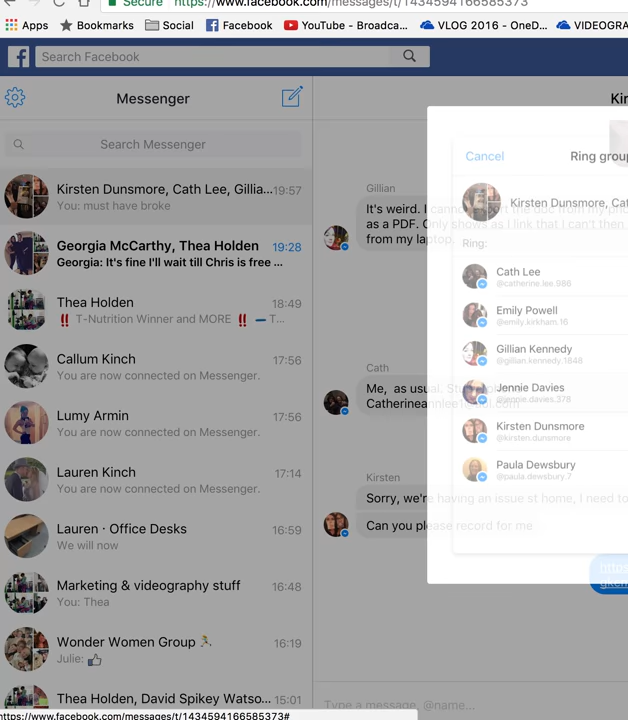 Secure https://www.facebook.com/messages/t/1434594166585373
Apps Bookmarks Social Facebook YouTube - Broadca... VLOG 2016 - OneD... VIDEOGRA
Search Facebook
Messenger
Kir
Search Messenger
Kirsten Dunsmore, Cath Lee, Gillia... 19:57
You: must have broke
Georgia McCarthy, Thea Holden 19:28
Georgia: It's fine I'll wait till Chris is free ...
Thea Holden 18:49
‼️ T-Nutrition Winner and MORE ‼️ T...
Callum Kinch 17:56
You are now connected on Messenger.
Lumy Armin 17:56
You are now connected on Messenger.
Lauren Kinch 17:14
You are now connected on Messenger.
Lauren · Office Desks 16:59
We will now
Marketing & videography stuff 16:48
You: Thea
Wonder Women Group 16:19
Julie:
Thea Holden, David Spikey Watso... 15:01
https://www.facebook.com/messages/t/1434594166585373#
Gillian
It's weird. I cannot
as a PDF. Only shows as I link that I can't then
from my laptop.
Cath
Me, as usual.
Kirsten
Sorry, we're having an issue st home, I need to
Can you please record for me
https
gken
Type a message, @name...
Cancel
Ring group
Kirsten Dunsmore, Cat
Ring:
Cath Lee
@catherine.lee.986
Emily Powell
@emily.kirkham.16
Gillian Kennedy
@gillian.kennedy.1848
Jennie Davies
@jennie.davies.378
Kirsten Dunsmore
@kirsten.dunsmore
Paula Dewsbury
@paula.dewsbury.7